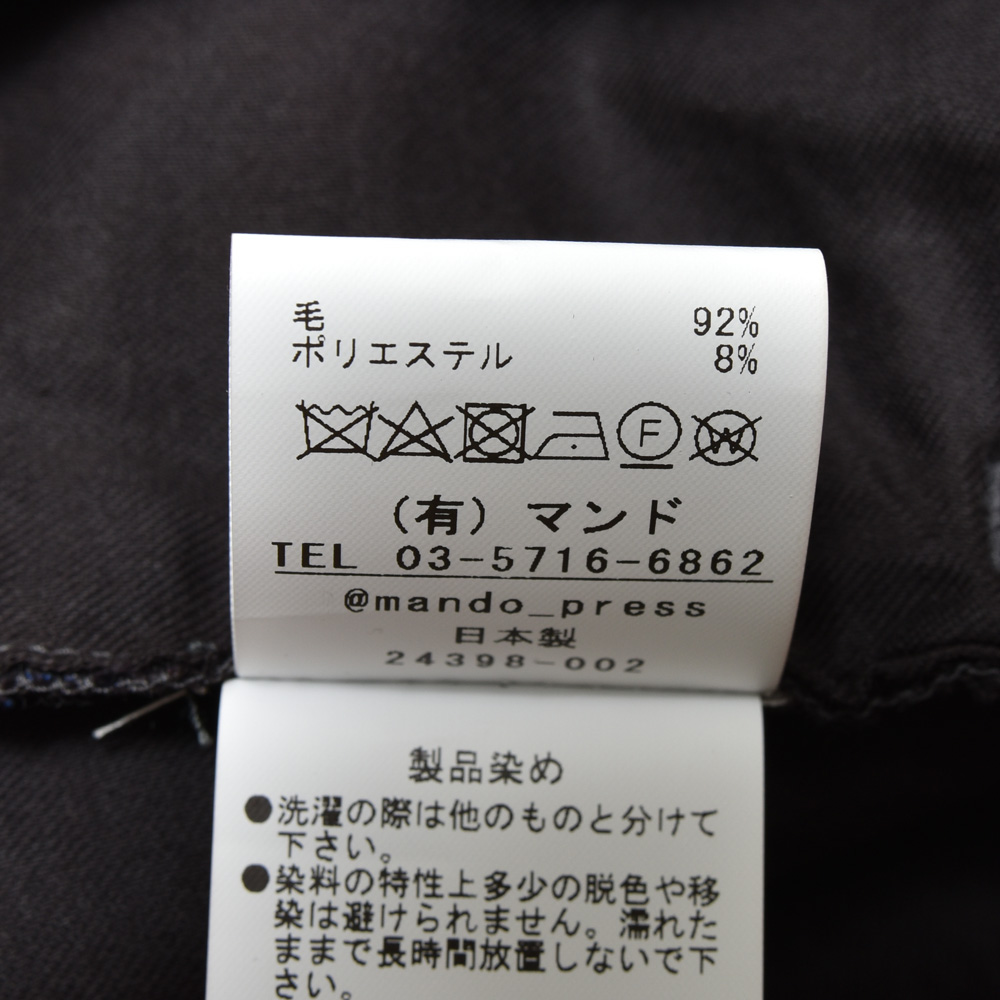 毛 92%
ポリエステル 8%
F W
（有）マンド
TEL 03-5716-6862
@mando_press
日本製
24398-002
製品染め
●洗濯の際は他のものと分けて
下さい。
●染料の特性上多少の脱色や移
染は避けられません。濡れた
ままで長時間放置しないで下
さい。